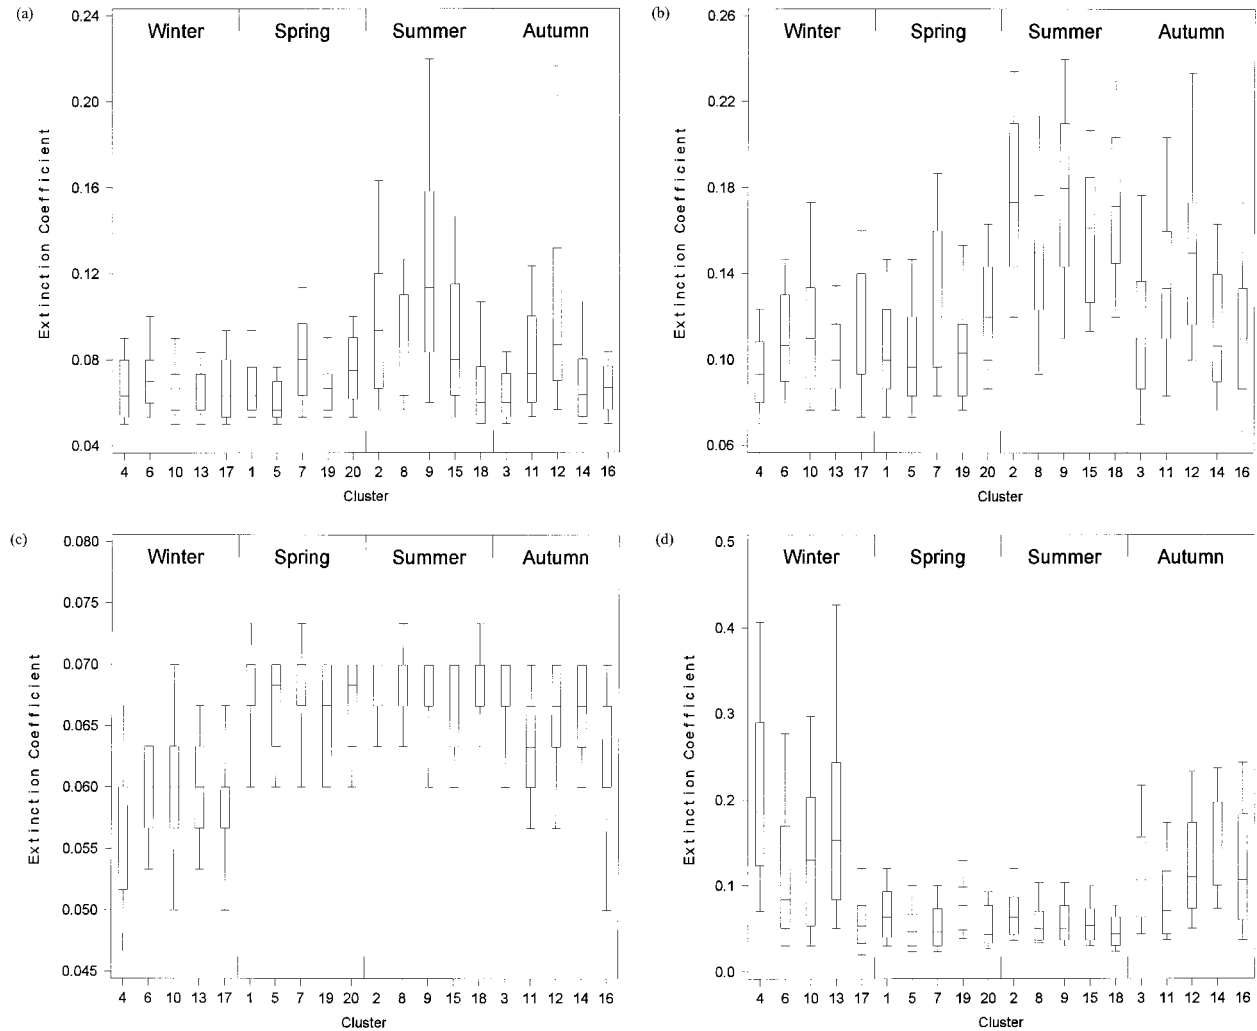 (a)
0.24
Winter Spring Summer Autumn
0.20
0.16
0.12
0.08
0.04
Extinction Coefficient
4 6 10 13 17 1 5 7 19 20 2 8 9 15 18 3 11 12 14 16
Cluster
(b)
0.26
Winter Spring Summer Autumn
0.22
0.18
0.14
0.10
0.06
Extinction Coefficient
4 6 10 13 17 1 5 7 19 20 2 8 9 15 18 3 11 12 14 16
Cluster
(c)
0.080
Winter Spring Summer Autumn
0.075
0.070
0.065
0.060
0.055
0.050
0.045
Extinction Coefficient
4 6 10 13 17 1 5 7 19 20 2 8 9 15 18 3 11 12 14 16
Cluster
(d)
0.5
Winter Spring Summer Autumn
0.4
0.3
0.2
0.1
0.0
Extinction Coefficient
4 6 10 13 17 1 5 7 19 20 2 8 9 15 18 3 11 12 14 16
Cluster